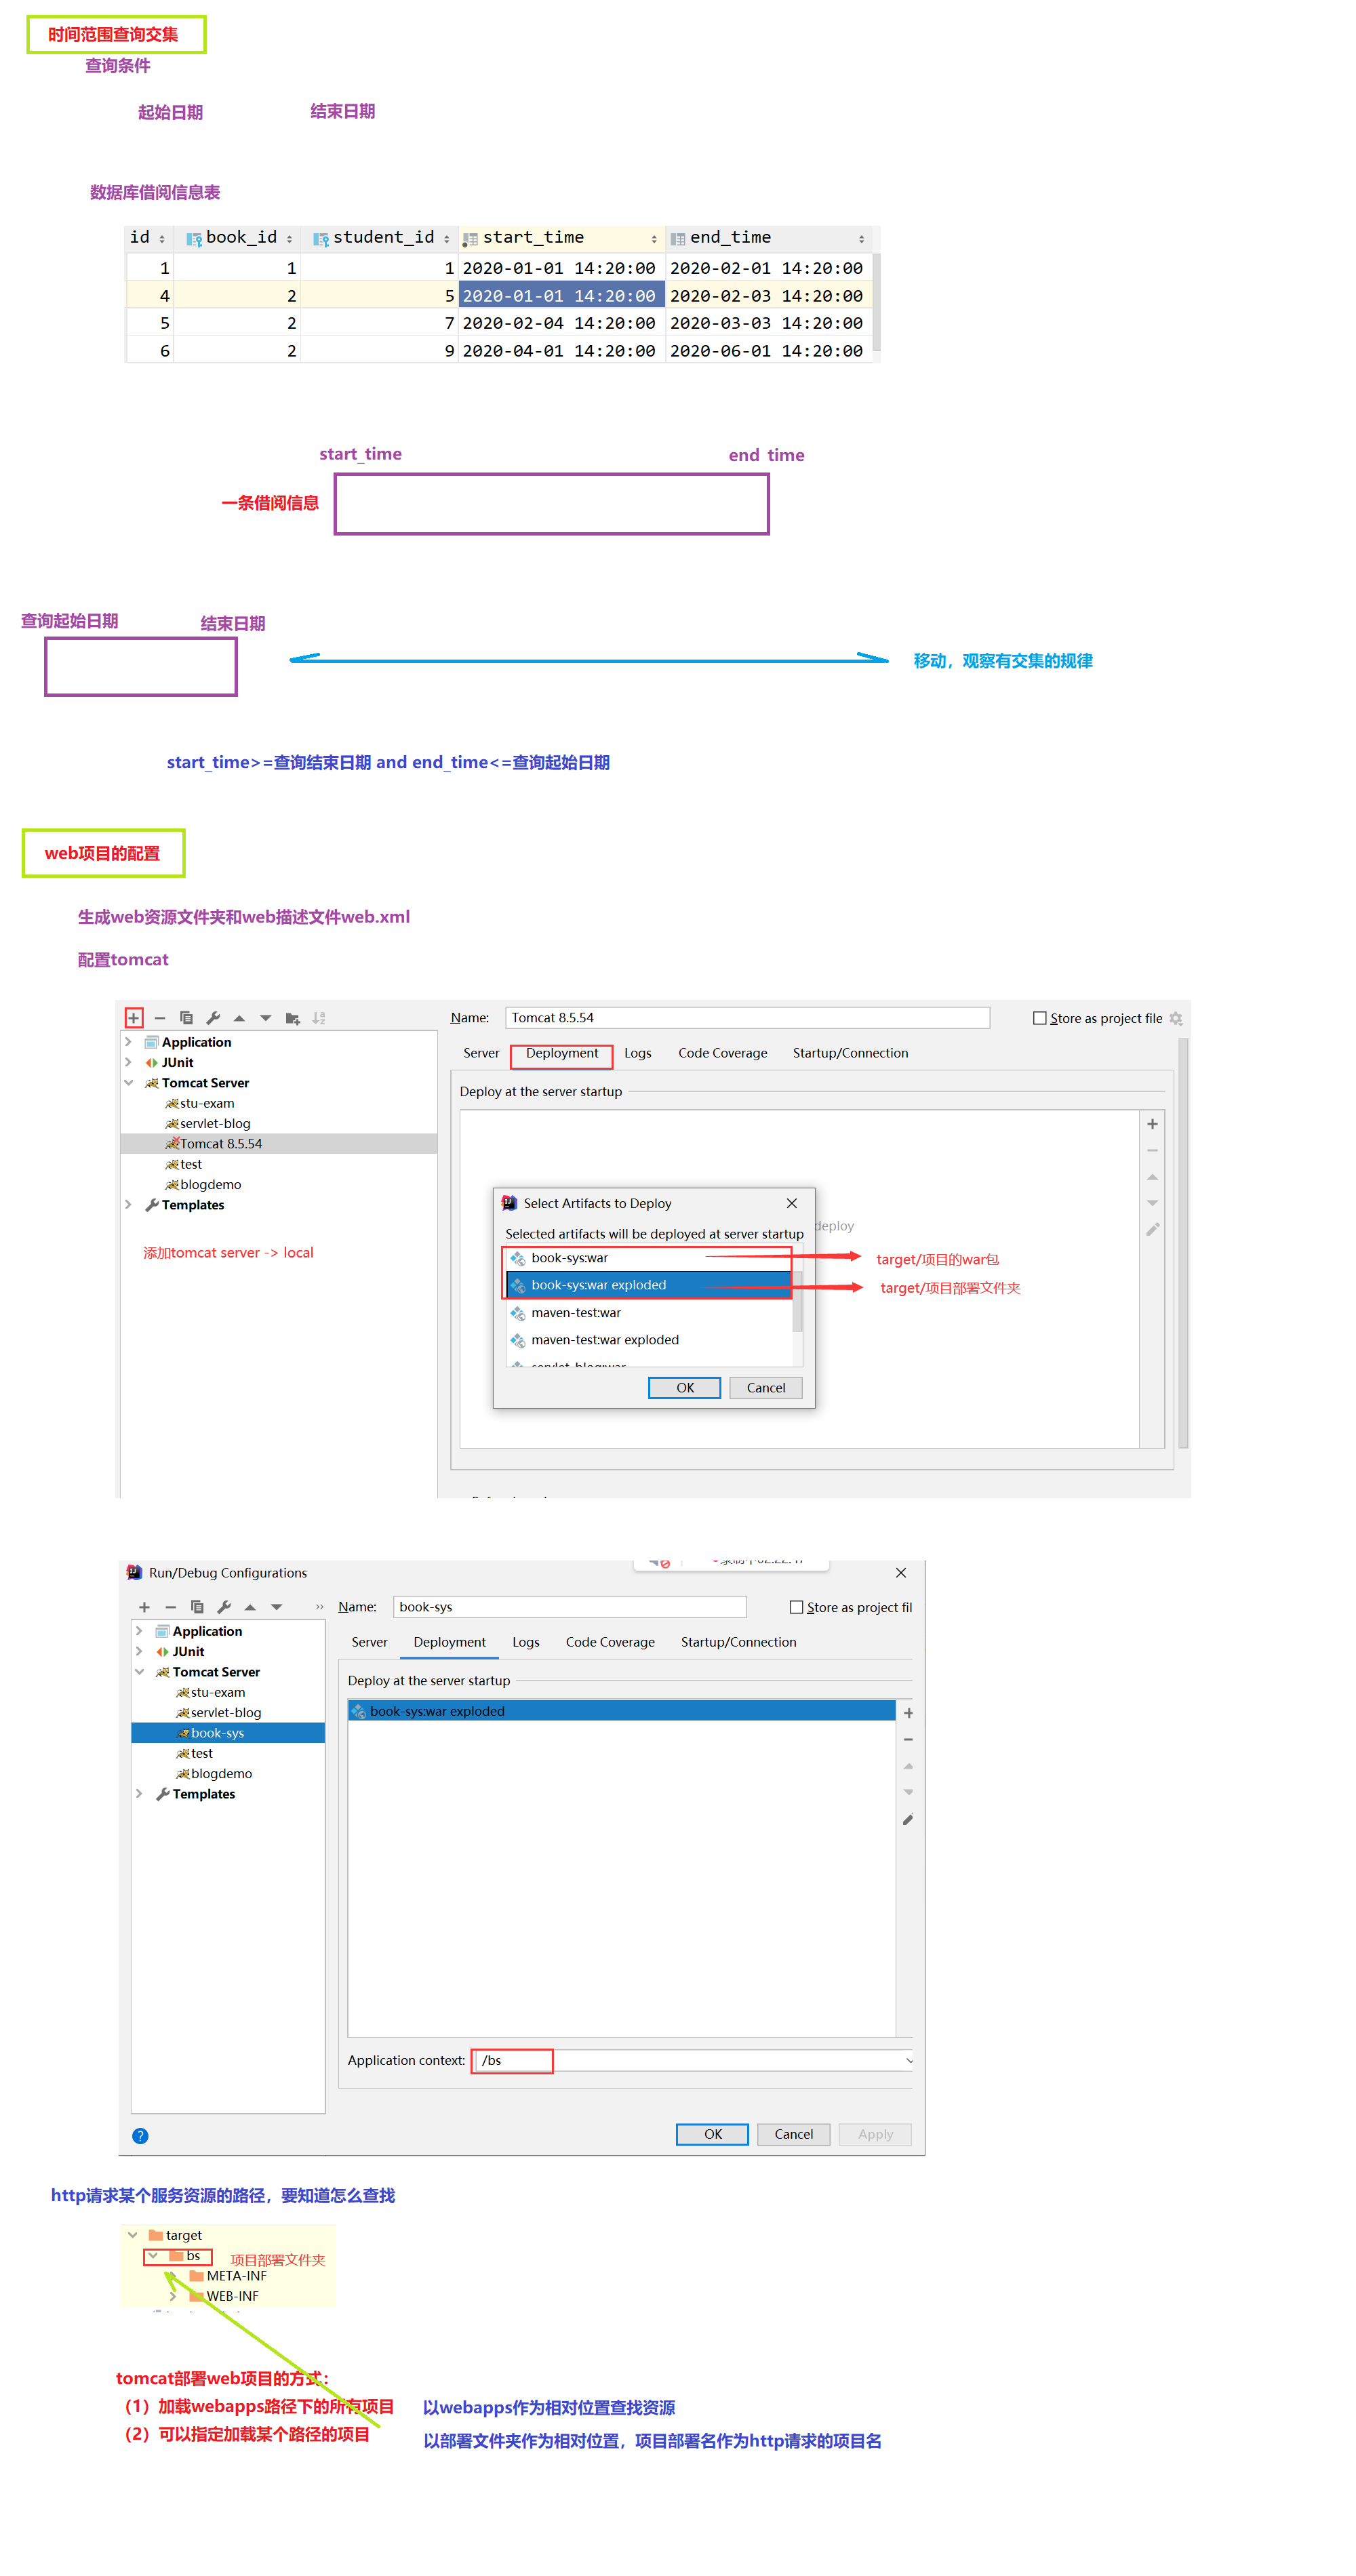 时间范围查询交集
查询条件
起始日期 结束日期
数据库借阅信息表
id book_id student_id start_time end_time
1 1 1 2020-01-01 14:20:00 2020-02-01 14:20:00
4 2 5 2020-01-01 14:20:00 2020-02-03 14:20:00
5 2 7 2020-02-04 14:20:00 2020-03-03 14:20:00
6 2 9 2020-04-01 14:20:00 2020-06-01 14:20:00
start_time end time
一条借阅信息
查询起始日期 结束日期
移动，观察有交集的规律
start_time>=查询结束日期 and end_time<=查询起始日期
web项目的配置
生成web资源文件夹和web描述文件web.xml
配置tomcat
Name: Tomcat 8.5.54 Store as project file
Application
JUnit
Tomcat Server
stu-exam
servlet-blog
Tomcat 8.5.54
test
blogdemo
Templates
添加tomcat server -> local
Server Deployment Logs Code Coverage Startup/Connection
Deploy at the server startup
deploy
Select Artifacts to Deploy
Selected artifacts will be deployed at server startup
book-sys:war
book-sys:war exploded
maven-test:war
maven-test:war exploded
servlet-blog:war
OK Cancel
target/项目的war包
target/项目部署文件夹
Run/Debug Configurations
Name: book-sys Store as project fil
Application
JUnit
Tomcat Server
stu-exam
servlet-blog
book-sys
test
blogdemo
Templates
Server Deployment Logs Code Coverage Startup/Connection
Deploy at the server startup
book-sys:war exploded
Application context: /bs
? OK Cancel Apply
http请求某个服务资源的路径，要知道怎么查找
target
bs 项目部署文件夹
META-INF
WEB-INF
tomcat部署web项目的方式：
（1）加载webapps路径下的所有项目 以webapps作为相对位置查找资源
（2）可以指定加载某个路径的项目 以部署文件夹作为相对位置，项目部署名作为http请求的项目名